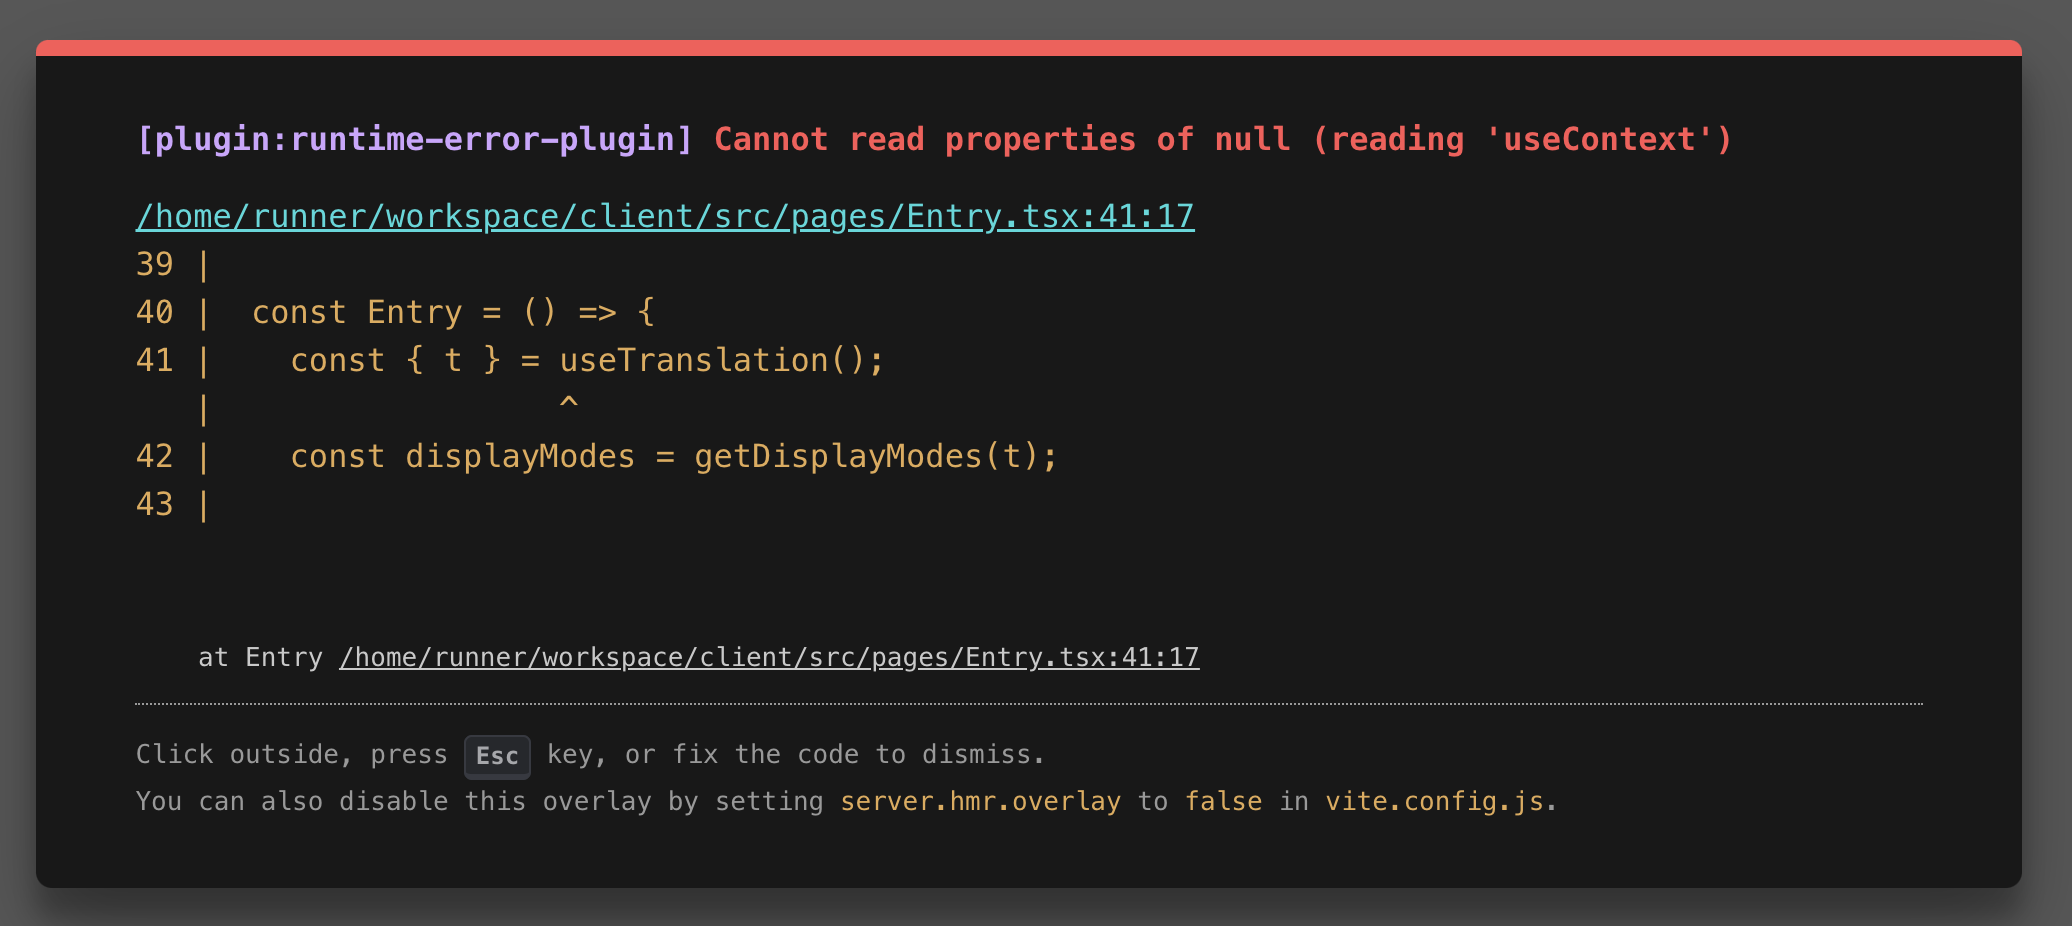 [plugin:runtime-error-plugin] Cannot read properties of null (reading 'useContext')
/home/runner/workspace/client/src/pages/Entry.tsx:41:17
39 |
40 |  const Entry = () => {
41 |    const { t } = useTranslation();
   |                  ^
42 |    const displayModes = getDisplayModes(t);
43 |
at Entry /home/runner/workspace/client/src/pages/Entry.tsx:41:17
Click outside, press Esc key, or fix the code to dismiss.
You can also disable this overlay by setting server.hmr.overlay to false in vite.config.js.